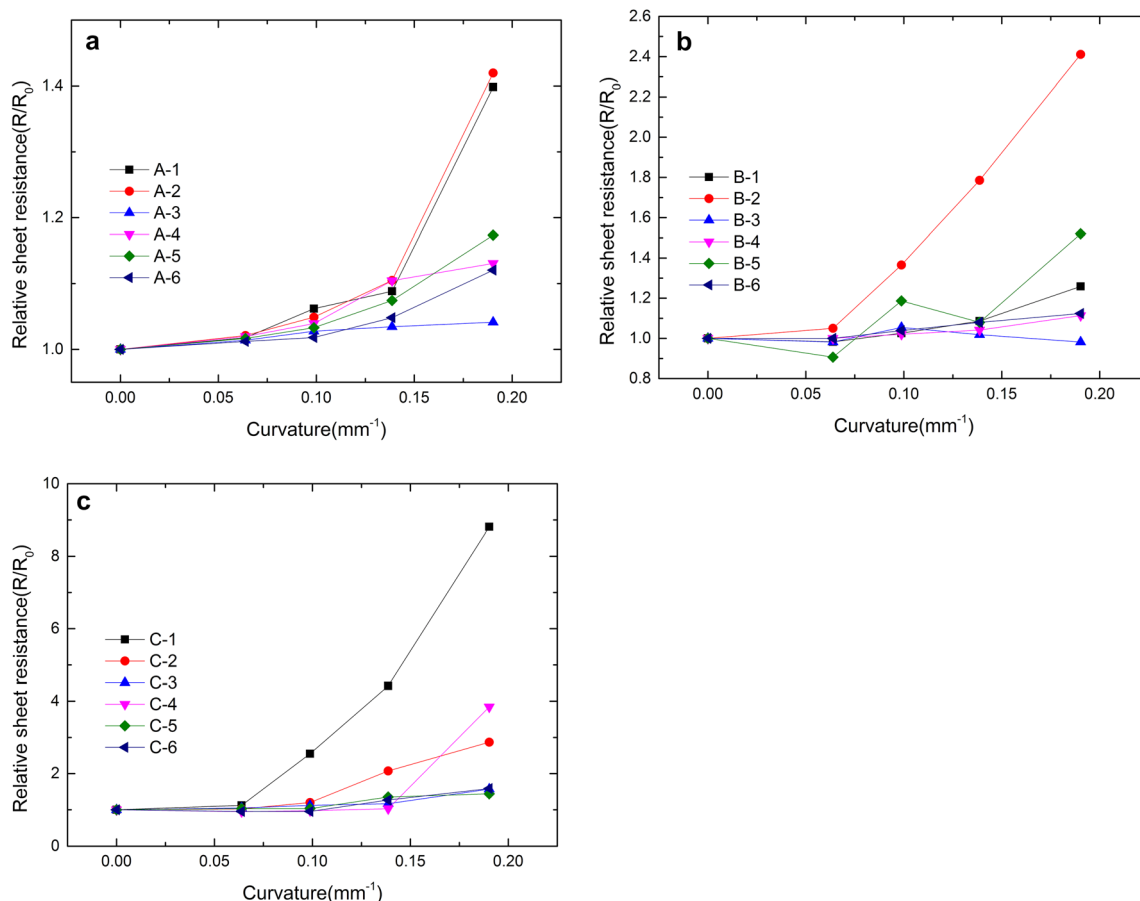 a
Relative sheet resistance(R/R0)
1.4
1.2
1.0
A-1
A-2
A-3
A-4
A-5
A-6
0.00 0.05 0.10 0.15 0.20
Curvature(mm-1)
b
Relative sheet resistance(R/R0)
2.6
2.4
2.2
2.0
1.8
1.6
1.4
1.2
1.0
0.8
B-1
B-2
B-3
B-4
B-5
B-6
0.00 0.05 0.10 0.15 0.20
Curvature(mm-1)
c
Relative sheet resistance(R/R0)
10
8
6
4
2
0
C-1
C-2
C-3
C-4
C-5
C-6
0.00 0.05 0.10 0.15 0.20
Curvature(mm-1)